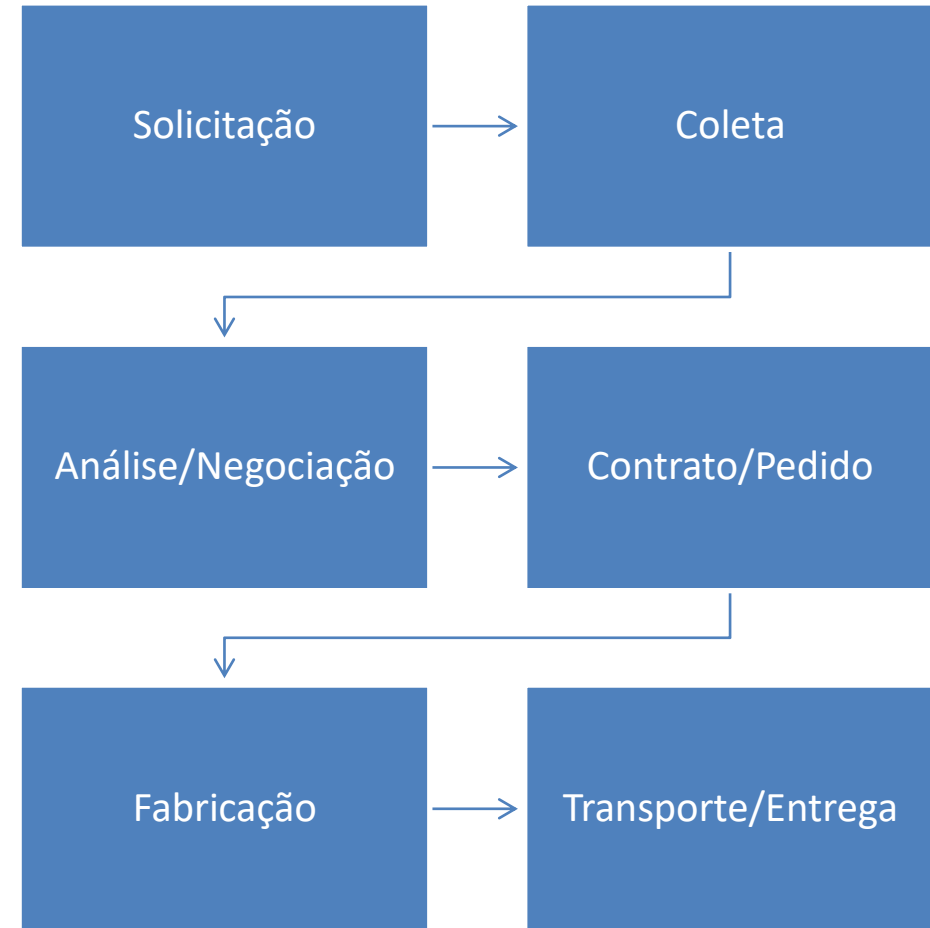 Solicitação
Coleta
Análise/Negociação
Contrato/Pedido
Fabricação
Transporte/Entrega